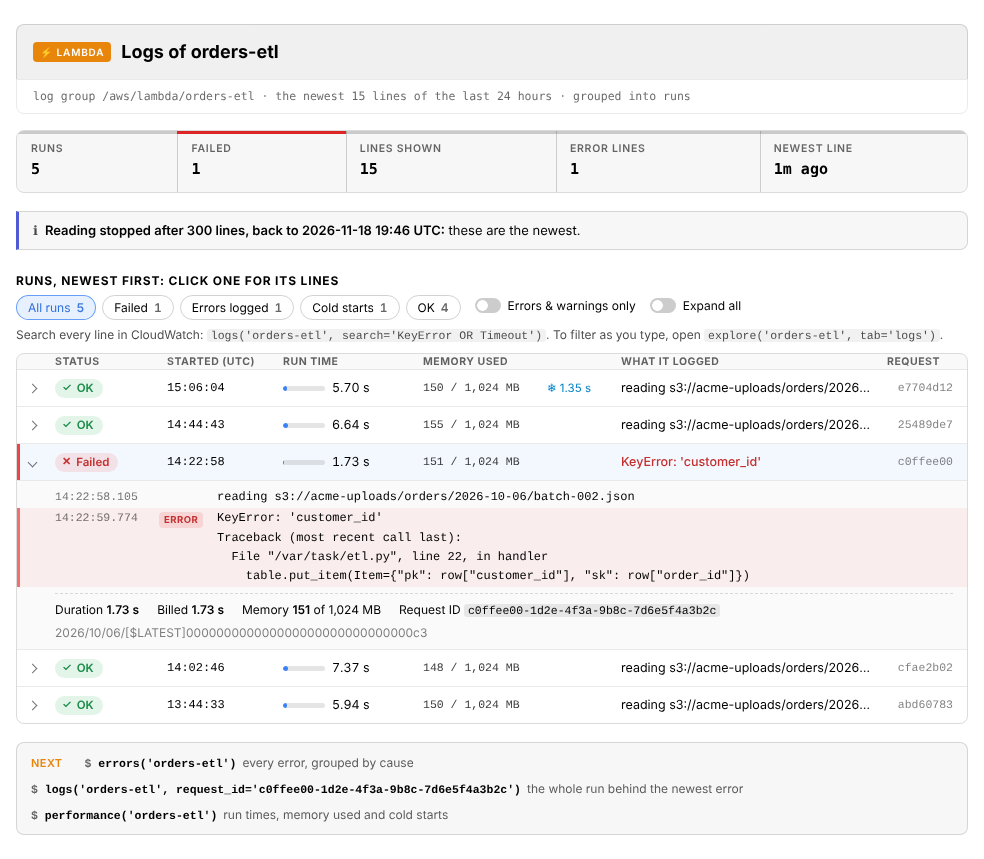 ⚡ LAMBDA Logs of orders-etl
log group /aws/lambda/orders-etl · the newest 15 lines of the last 24 hours · grouped into runs
RUNS FAILED LINES SHOWN ERROR LINES NEWEST LINE
5 1 15 1 1m ago
ℹ Reading stopped after 300 lines, back to 2026-11-18 19:46 UTC: these are the newest.
RUNS, NEWEST FIRST: CLICK ONE FOR ITS LINES
All runs 5 Failed 1 Errors logged 1 Cold starts 1 OK 4 Errors & warnings only Expand all
Search every line in CloudWatch: logs('orders-etl', search='KeyError OR Timeout'). To filter as you type, open explore('orders-etl', tab='logs').
STATUS STARTED (UTC) RUN TIME MEMORY USED WHAT IT LOGGED REQUEST
✓ OK 15:06:04 5.70 s 150 / 1,024 MB ❄ 1.35 s reading s3://acme-uploads/orders/2026... e7704d12
✓ OK 14:44:43 6.64 s 155 / 1,024 MB reading s3://acme-uploads/orders/2026... 25489de7
✕ Failed 14:22:58 1.73 s 151 / 1,024 MB KeyError: 'customer_id' c0ffee00
14:22:58.105 reading s3://acme-uploads/orders/2026-10-06/batch-002.json
14:22:59.774 ERROR KeyError: 'customer_id'
Traceback (most recent call last):
File "/var/task/etl.py", line 22, in handler
table.put_item(Item={"pk": row["customer_id"], "sk": row["order_id"]})
Duration 1.73 s Billed 1.73 s Memory 151 of 1,024 MB Request ID c0ffee00-1d2e-4f3a-9b8c-7d6e5f4a3b2c
2026/10/06/[$LATEST]000000000000000000000000000000c3
✓ OK 14:02:46 7.37 s 148 / 1,024 MB reading s3://acme-uploads/orders/2026... cfae2b02
✓ OK 13:44:33 5.94 s 150 / 1,024 MB reading s3://acme-uploads/orders/2026... abd60783
NEXT $ errors('orders-etl') every error, grouped by cause
$ logs('orders-etl', request_id='c0ffee00-1d2e-4f3a-9b8c-7d6e5f4a3b2c') the whole run behind the newest error
$ performance('orders-etl') run times, memory used and cold starts